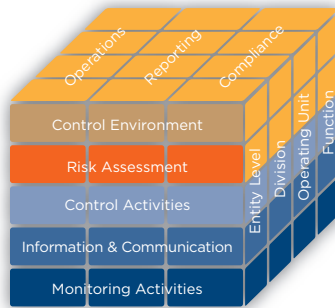 Operations
Reporting
Compliance
Control Environment
Risk Assessment
Control Activities
Information & Communication
Monitoring Activities
Entity Level
Division
Operating Unit
Function